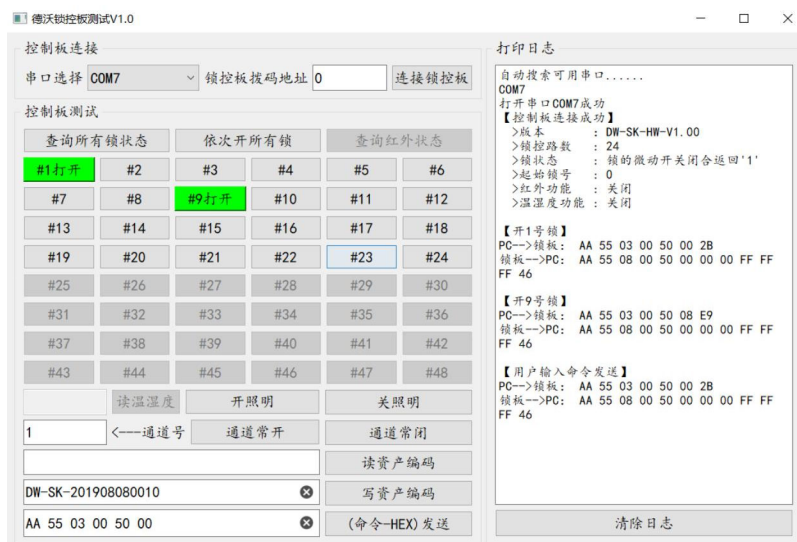 德沃锁控板测试V1.0
控制板连接
串口选择 COM7 锁控板拨码地址 0 连接锁控板
控制板测试
查询所有锁状态 依次开所有锁 查询红外状态
#1打开 #2 #3 #4 #5 #6
#7 #8 #9打开 #10 #11 #12
#13 #14 #15 #16 #17 #18
#19 #20 #21 #22 #23 #24
#25 #26 #27 #28 #29 #30
#31 #32 #33 #34 #35 #36
#37 #38 #39 #40 #41 #42
#43 #44 #45 #46 #47 #48
读温湿度 开照明 关照明
1 <---通道号 通道常开 通道常闭
读资产编码
DW-SK-201908080010 写资产编码
AA 55 03 00 50 00 (命令-HEX)发送
打印日志
自动搜索可用串口......
COM7
打开串口COM7成功
【控制板连接成功】
>版本 : DW-SK-HW-V1.00
>锁控路数 : 24
>锁状态 : 锁的微动开关闭合返回'1'
>起始锁号 : 0
>红外功能 : 关闭
>温湿度功能 : 关闭
【开1号锁】
PC-->锁板: AA 55 03 00 50 00 2B
锁板-->PC: AA 55 08 00 50 00 00 00 FF FF
FF 46
【开9号锁】
PC-->锁板: AA 55 03 00 50 08 E9
锁板-->PC: AA 55 08 00 50 00 00 00 FF FF
FF 46
【用户输入命令发送】
PC-->锁板: AA 55 03 00 50 00 2B
锁板-->PC: AA 55 08 00 50 00 00 00 FF FF
FF 46
清除日志